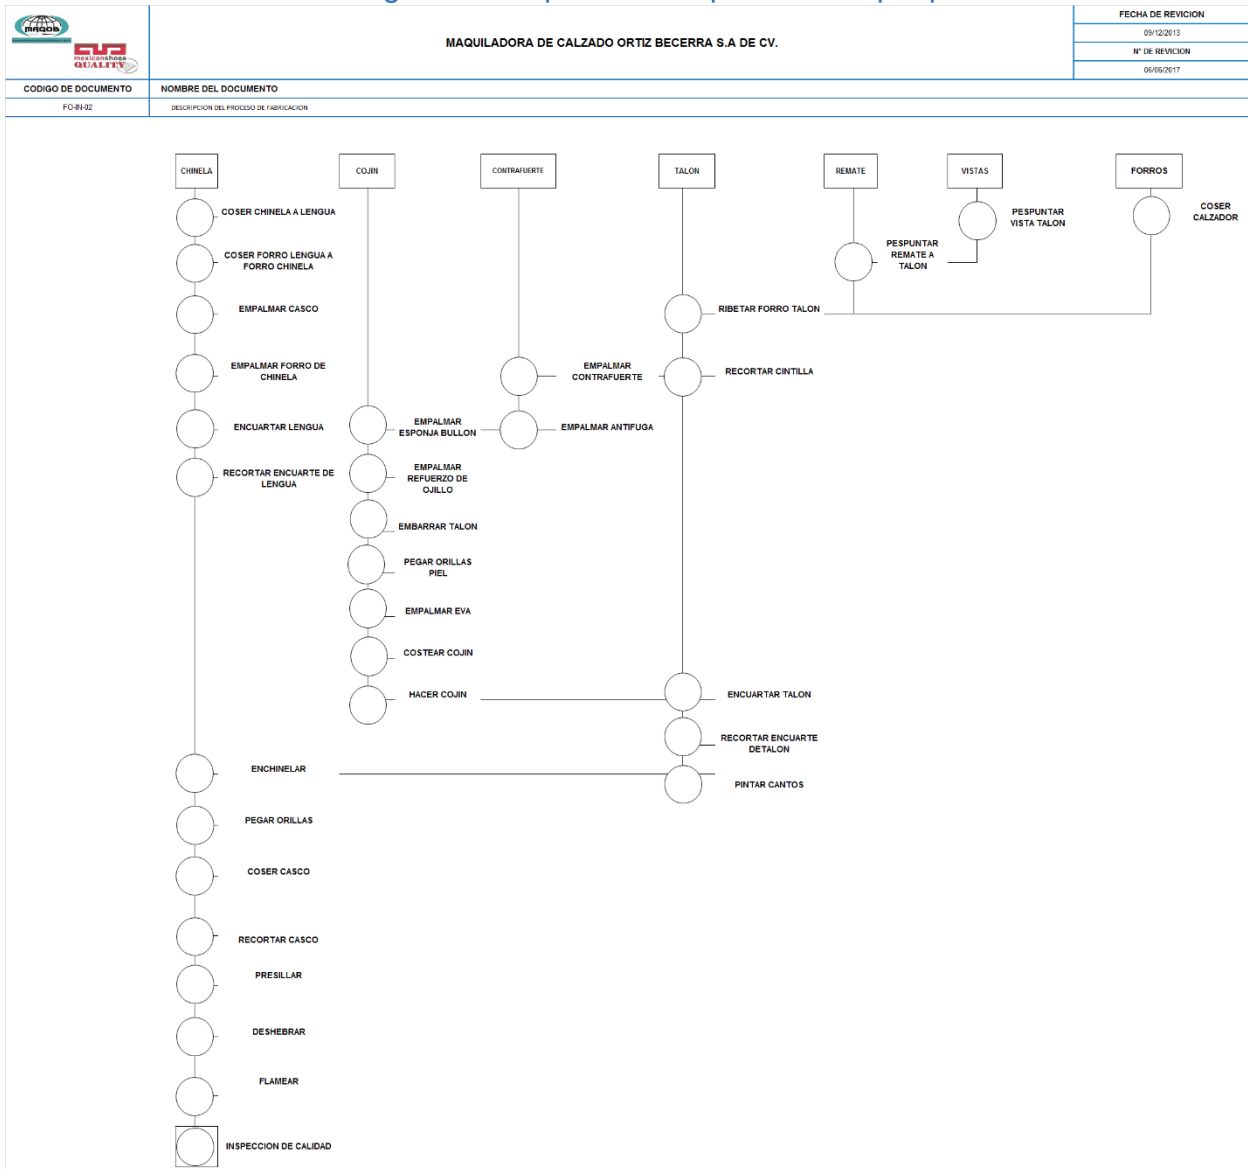 MAQOB
mexicanshoes
QUALITY
MAQUILADORA DE CALZADO ORTIZ BECERRA S.A DE CV.
FECHA DE REVICION
09/12/2013
N° DE REVICION
06/06/2017
CODIGO DE DOCUMENTO
NOMBRE DEL DOCUMENTO
FO-IN-02
DESCRIPCION DEL PROCESO DE FABRICACION
CHINELA
COJIN
CONTRAFUERTE
TALON
REMATE
VISTAS
FORROS
COSER CHINELA A LENGUA
PESPUNTAR
VISTA TALON
COSER
CALZADOR
COSER FORRO LENGUA A
FORRO CHINELA
PESPUNTAR
REMATE A
TALON
EMPALMAR CASCO
RIBETAR FORRO TALON
EMPALMAR FORRO DE
CHINELA
EMPALMAR
CONTRAFUERTE
RECORTAR CINTILLA
ENCUARTAR LENGUA
EMPALMAR
ESPONJA BULLON
EMPALMAR ANTIFUGA
RECORTAR ENCUARTE DE
LENGUA
EMPALMAR
REFUERZO DE
OJILLO
EMBARRAR TALON
PEGAR ORILLAS
PIEL
EMPALMAR EVA
COSTEAR COJIN
HACER COJIN
ENCUARTAR TALON
RECORTAR ENCUARTE
DETALON
ENCHINELAR
PINTAR CANTOS
PEGAR ORILLAS
COSER CASCO
RECORTAR CASCO
PRESILLAR
DESHEBRAR
FLAMEAR
INSPECCION DE CALIDAD